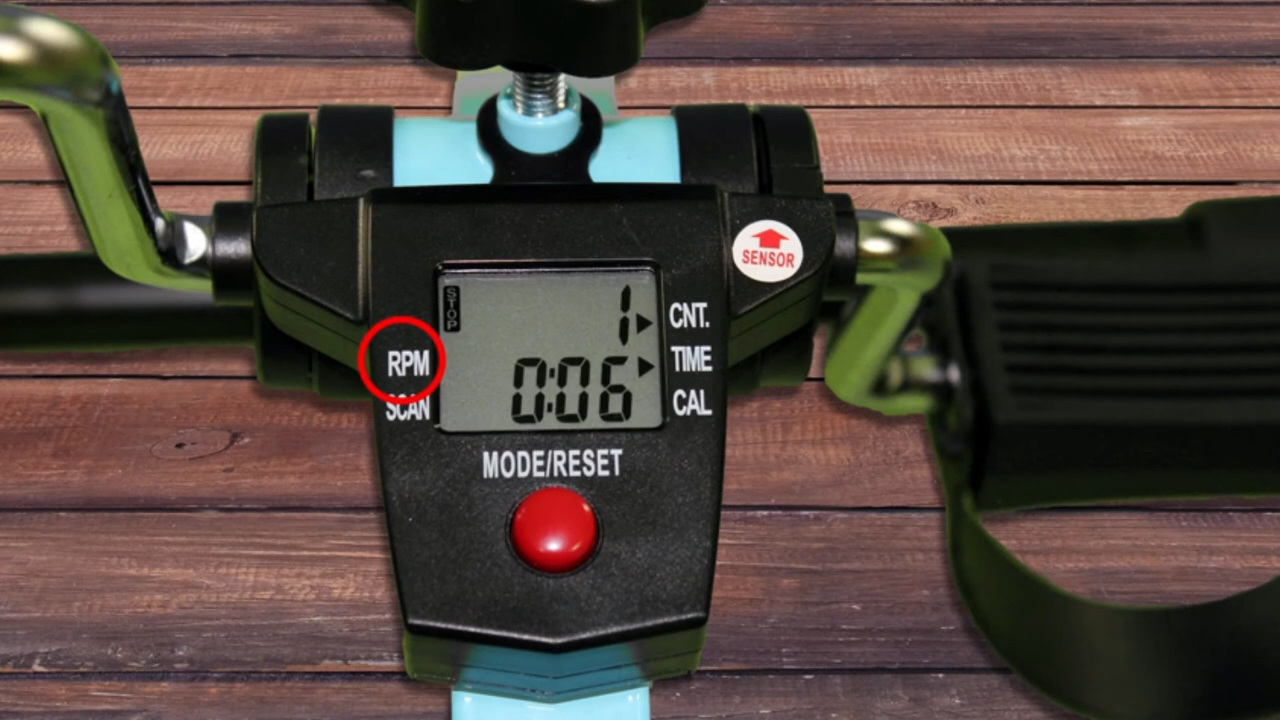 SENSOR
STOP
1
CNT.
RPM
TIME
0:06
SCAN
CAL
MODE/RESET